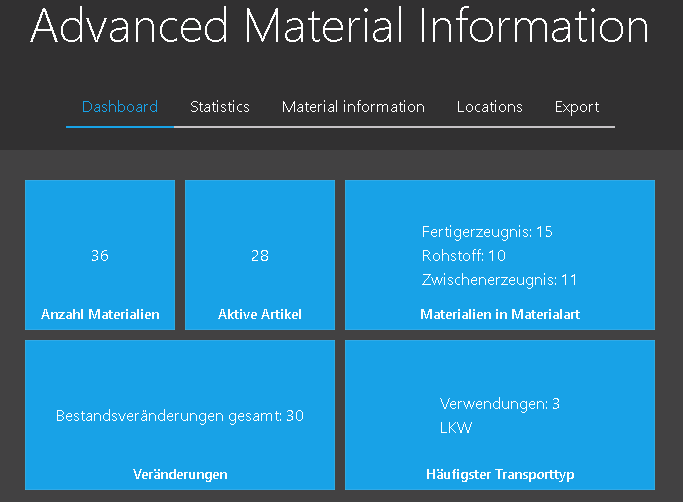 Advanced Material Information
Dashboard Statistics Material information Locations Export
36
Anzahl Materialien
28
Aktive Artikel
Fertigerzeugnis: 15
Rohstoff: 10
Zwischenerzeugnis: 11
Materialien in Materialart
Bestandsveränderungen gesamt: 30
Veränderungen
Verwendungen: 3
LKW
Häufigster Transporttyp